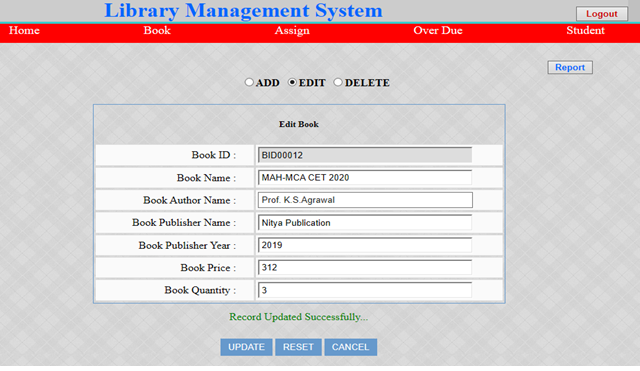 Library Management System
Logout
Home Book Assign Over Due Student
Report
ADD EDIT DELETE
Edit Book
Book ID : BID00012
Book Name : MAH-MCA CET 2020
Book Author Name : Prof. K.S.Agrawal
Book Publisher Name : Nitya Publication
Book Publisher Year : 2019
Book Price : 312
Book Quantity : 3
Record Updated Successfully...
UPDATE RESET CANCEL